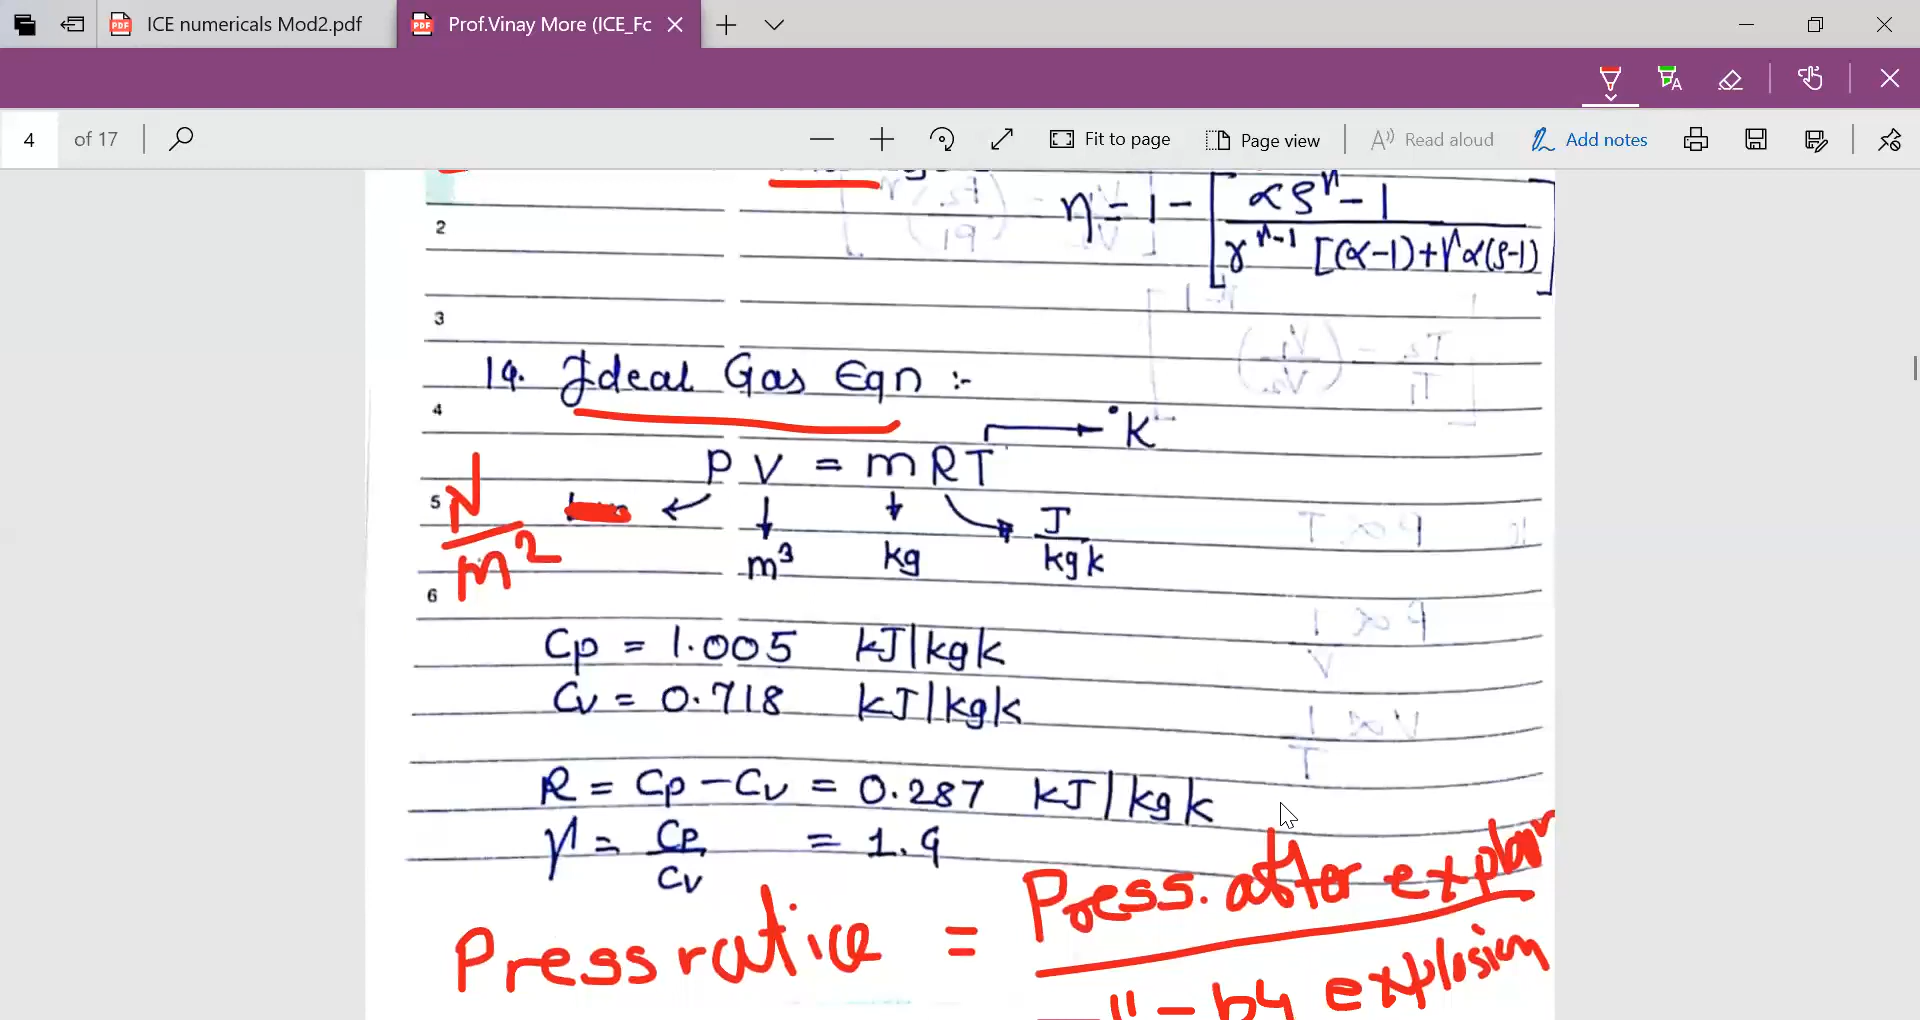 ICE numericals Mod2.pdf
Prof.Vinay More (ICE_Fc
4 of 17
Fit to page
Page view
Read aloud
Add notes
η = 1 - [ αρ^γ - 1 / r^γ-1 [(α-1)+γα(ρ-1)] ]
2
3
14. Ideal Gas Eqn :-
4
°K
PV = mRT
5
N/m²
m³
kg
J/kgk
6
Cp = 1.005 kJ/kgk
Cv = 0.718 kJ/kgk
R = Cp - Cv = 0.287 kJ/kgk
γ = Cp/Cv = 1.4
Press ratio = Press. after explo
—"— by explosion